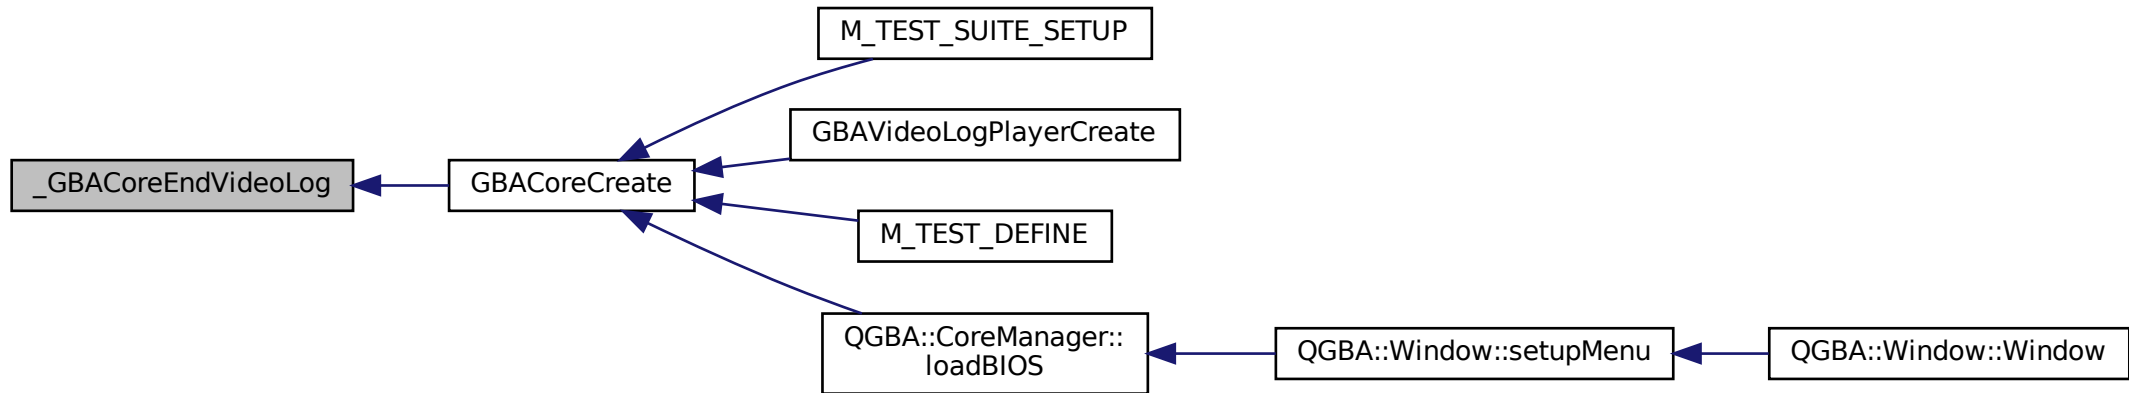 M_TEST_SUITE_SETUP
GBAVideoLogPlayerCreate
_GBACoreEndVideoLog
GBACoreCreate
M_TEST_DEFINE
QGBA::CoreManager::
loadBIOS
QGBA::Window::setupMenu
QGBA::Window::Window